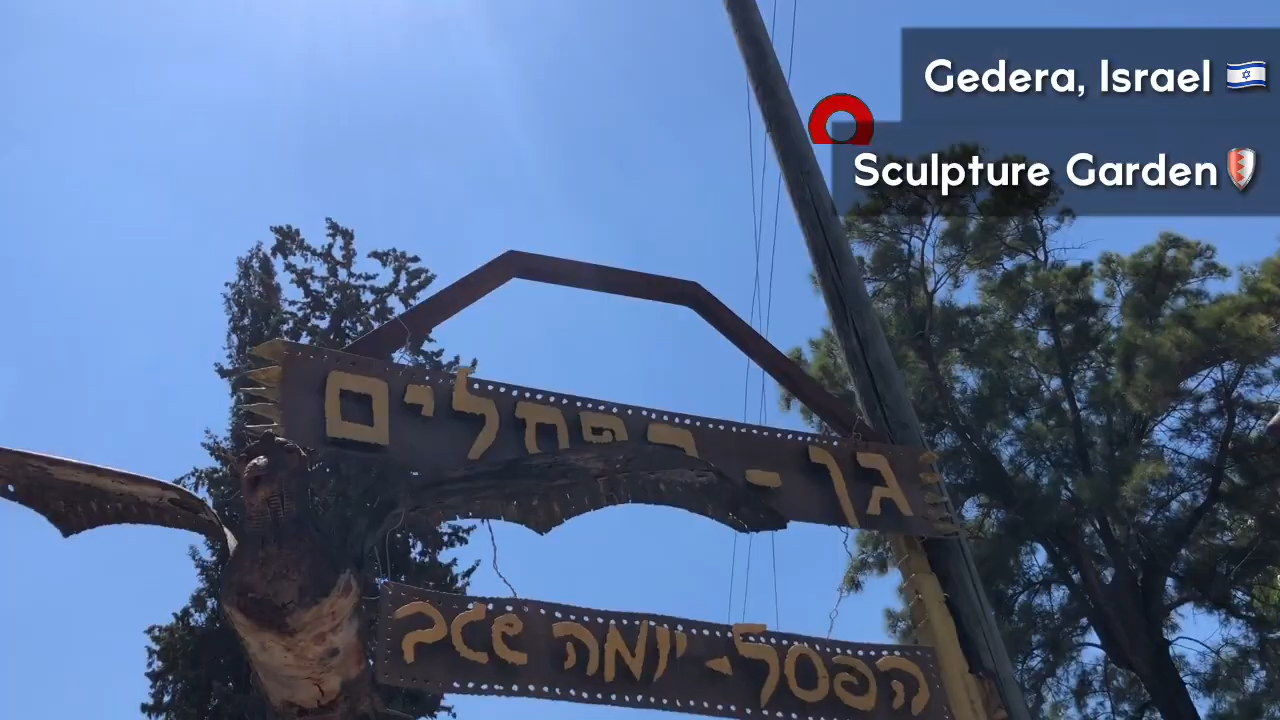 Gedera, Israel
Sculpture Garden
גן - הפסלים
הפסל - יומה שגב